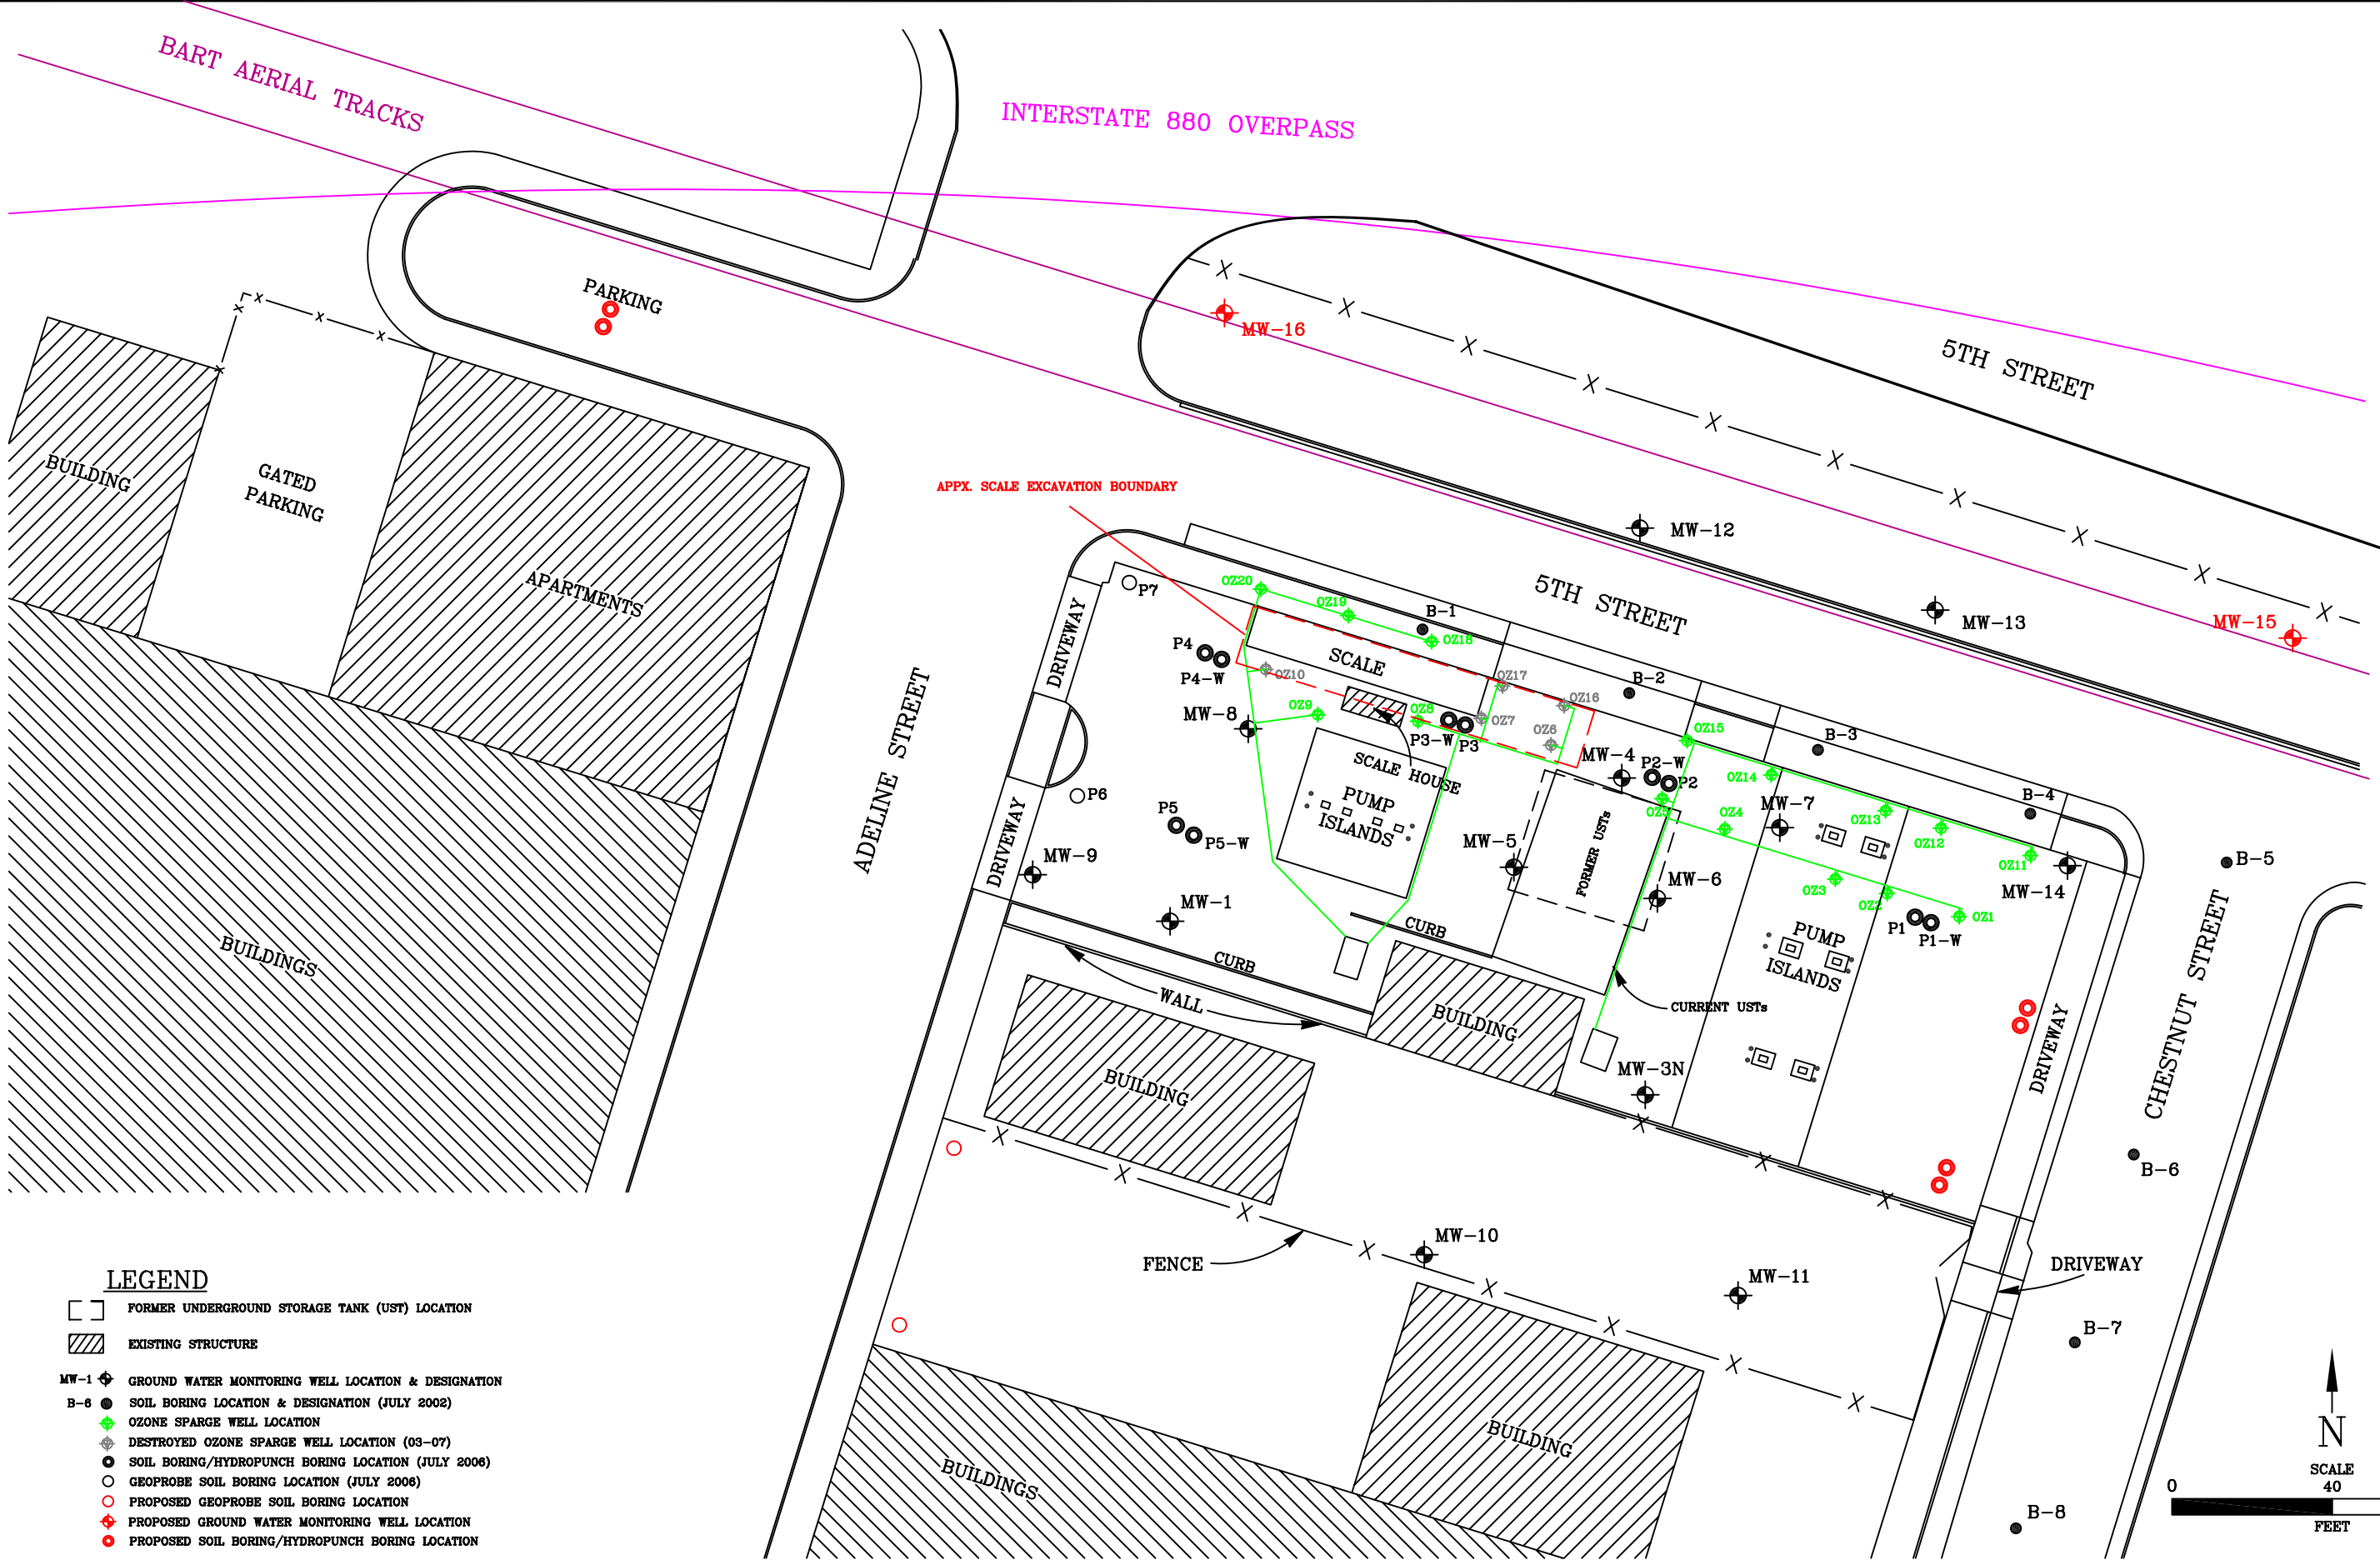 BART AERIAL TRACKS
INTERSTATE 880 OVERPASS
PARKING
MW-16
5TH STREET
BUILDING
GATED
PARKING
APARTMENTS
APPX. SCALE EXCAVATION BOUNDARY
MW-12
MW-13
MW-15
5TH STREET
P7
OZ20
OZ19
B-1
OZ18
DRIVEWAY
P4
P4-W
OZ10
SCALE
OZ17
OZ16
B-2
MW-8
OZ9
OZ8
OZ7
OZ6
P3-W
P3
SCALE HOUSE
MW-4
P2-W
P2
OZ15
B-3
OZ14
OZ5
OZ4
MW-7
OZ13
OZ12
B-4
OZ11
MW-14
B-5
ADELINE STREET
P6
P5
P5-W
PUMP
ISLANDS
DRIVEWAY
MW-9
MW-1
MW-5
FORMER USTs
MW-6
OZ3
OZ2
OZ1
P1
P1-W
PUMP
ISLANDS
CURB
CURB
WALL
BUILDING
CURRENT USTs
BUILDINGS
BUILDING
MW-3N
DRIVEWAY
CHESTNUT STREET
B-6
FENCE
MW-10
MW-11
DRIVEWAY
B-7
BUILDING
BUILDINGS
B-8
LEGEND
FORMER UNDERGROUND STORAGE TANK (UST) LOCATION
EXISTING STRUCTURE
MW-1 GROUND WATER MONITORING WELL LOCATION & DESIGNATION
B-6 SOIL BORING LOCATION & DESIGNATION (JULY 2002)
OZONE SPARGE WELL LOCATION
DESTROYED OZONE SPARGE WELL LOCATION (03-07)
SOIL BORING/HYDROPUNCH BORING LOCATION (JULY 2006)
GEOPROBE SOIL BORING LOCATION (JULY 2006)
PROPOSED GEOPROBE SOIL BORING LOCATION
PROPOSED GROUND WATER MONITORING WELL LOCATION
PROPOSED SOIL BORING/HYDROPUNCH BORING LOCATION
N
SCALE
0 40
FEET